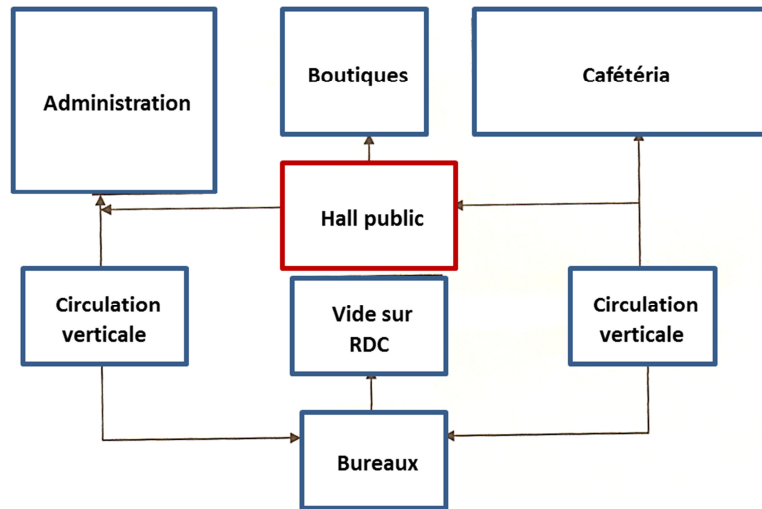 Administration
Boutiques
Cafétéria
Hall public
Circulation
verticale
Vide sur
RDC
Circulation
verticale
Bureaux